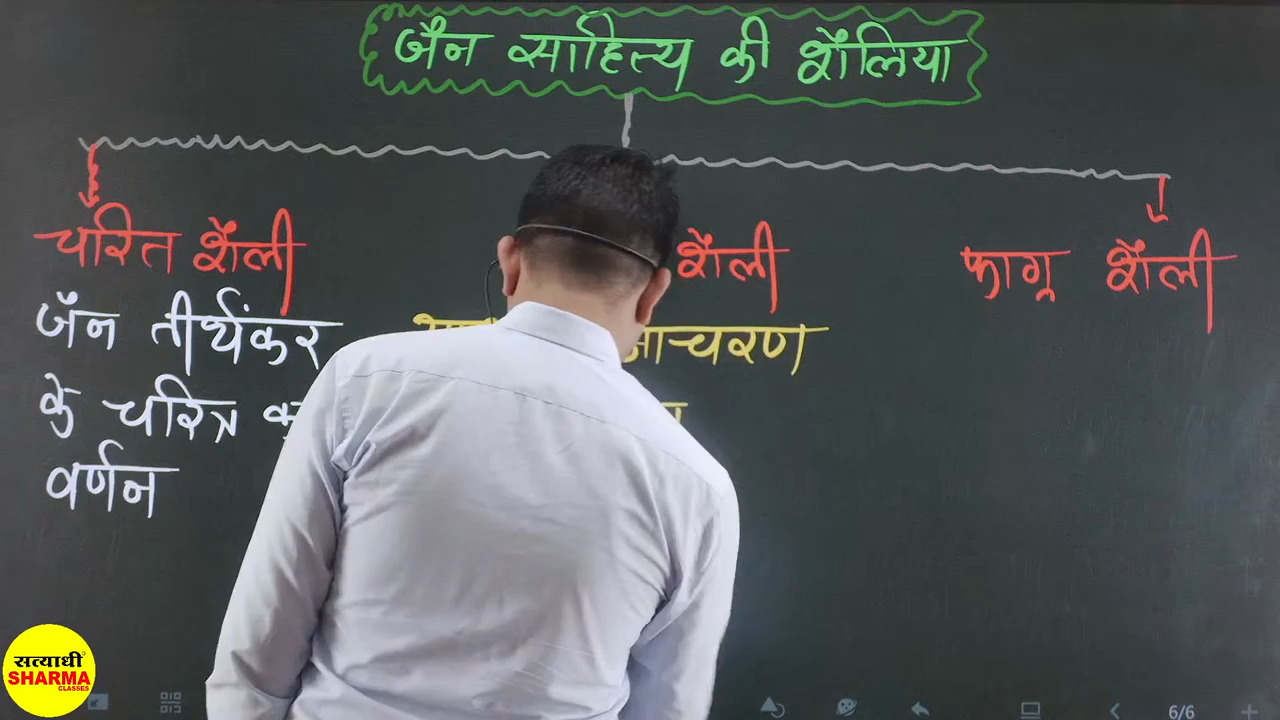 जैन साहित्य की शैलिया
चरित शैली
जैन तीर्थंकर
के चरित्र
वर्णन
शैली
आचरण
फागू शैली
सत्यार्थी
SHARMA
CLASSES
6/6